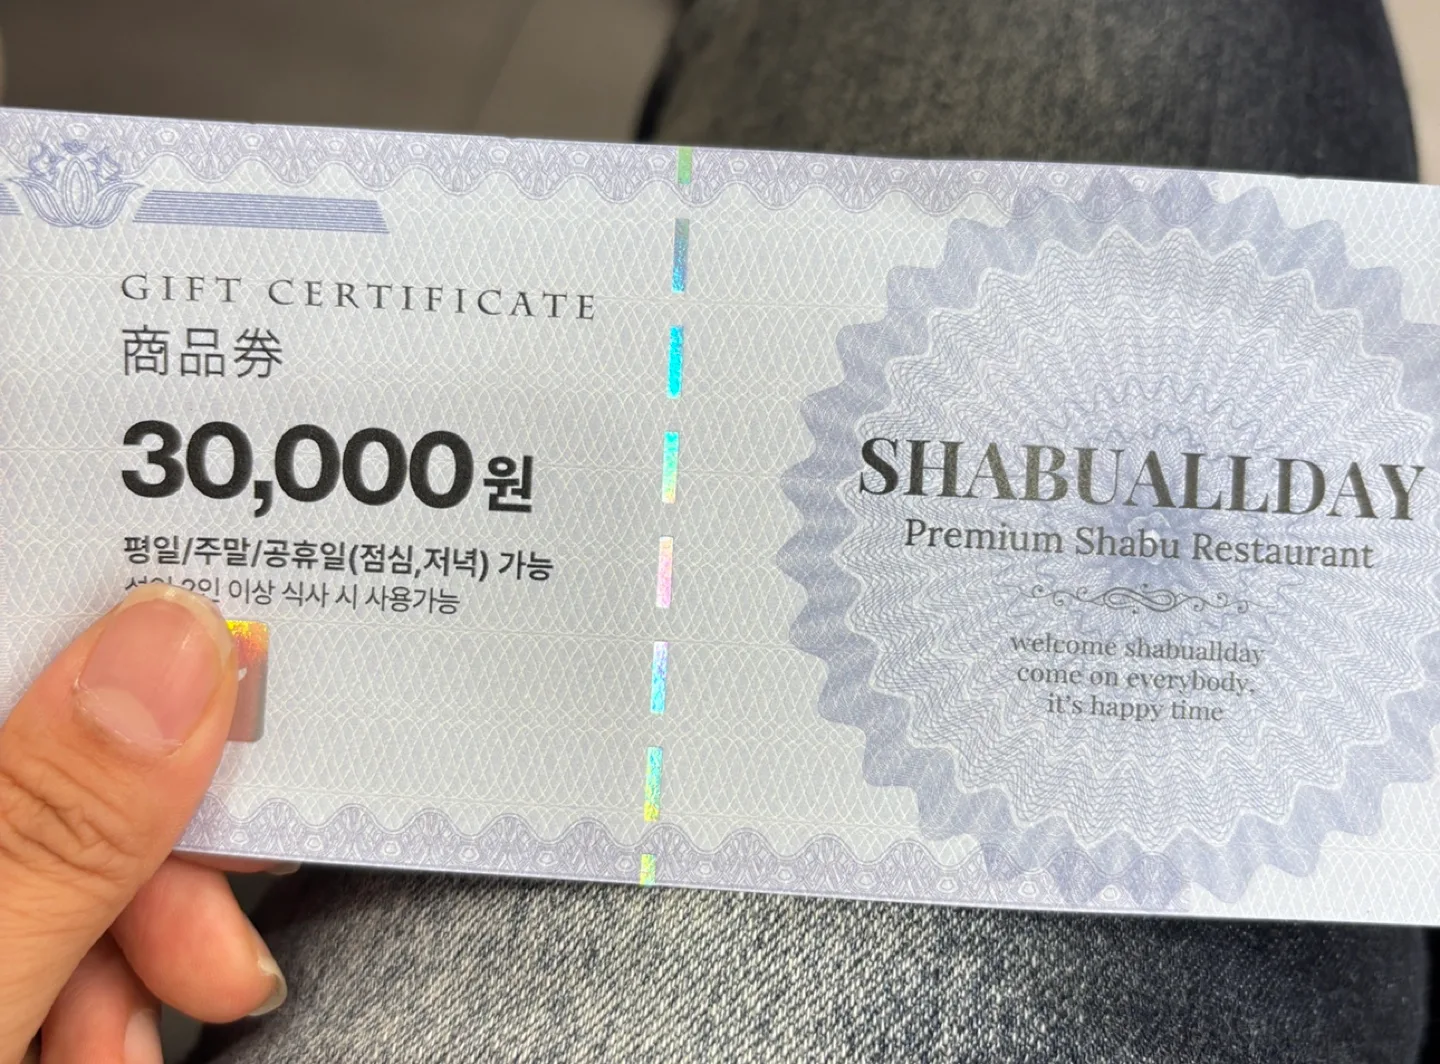 GIFT CERTIFICATE
商品券
30,000원
평일/주말/공휴일(점심,저녁) 가능
2인 이상 식사 시 사용가능
SHABUALLDAY
Premium Shabu Restaurant
welcome shabuallday
come on everybody,
it's happy time